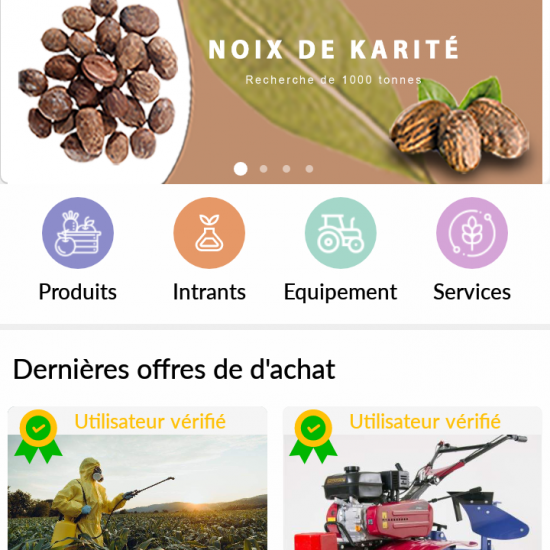 NOIX DE KARITÉ
Recherche de 1000 tonnes
Produits Intrants Equipement Services
Dernières offres de d'achat
Utilisateur vérifié Utilisateur vérifié